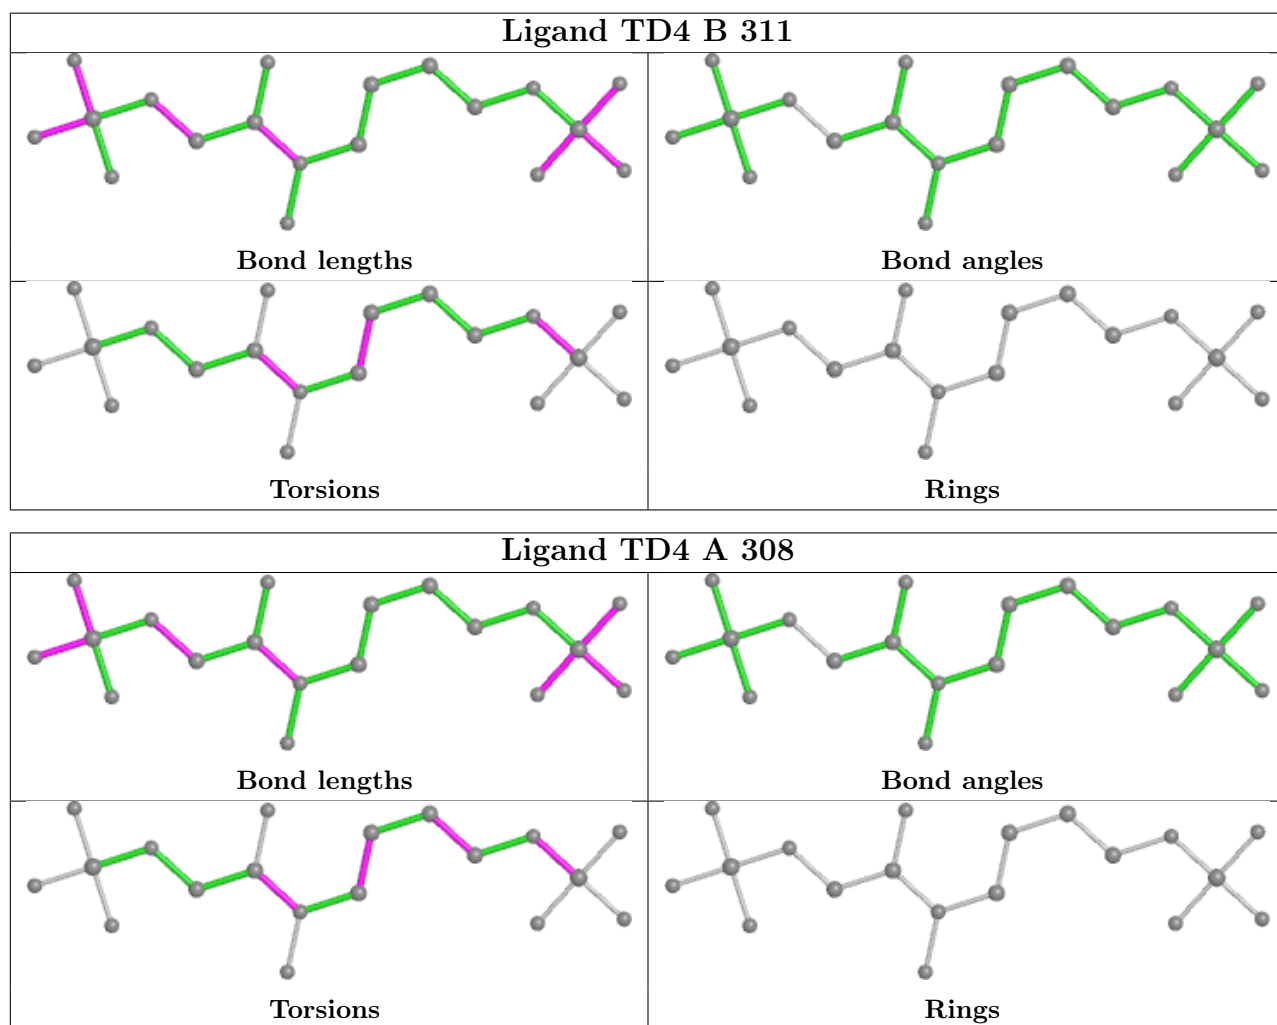 Ligand TD4 B 311
Bond lengths
Bond angles
Torsions
Rings
Ligand TD4 A 308
Bond lengths
Bond angles
Torsions
Rings